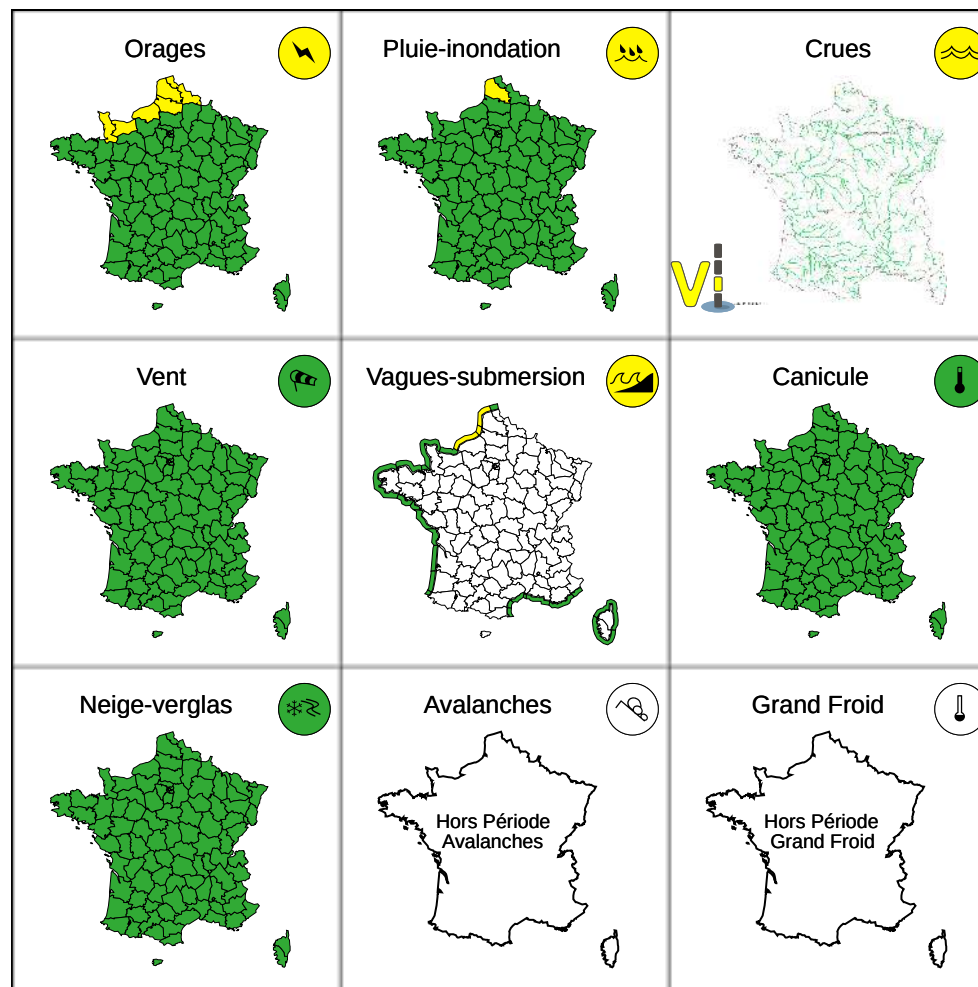 Orages
Pluie-inondation
Crues
Vi
Vent
Vagues-submersion
Canicule
Neige-verglas
Avalanches
Grand Froid
Hors Période
Avalanches
Hors Période
Grand Froid